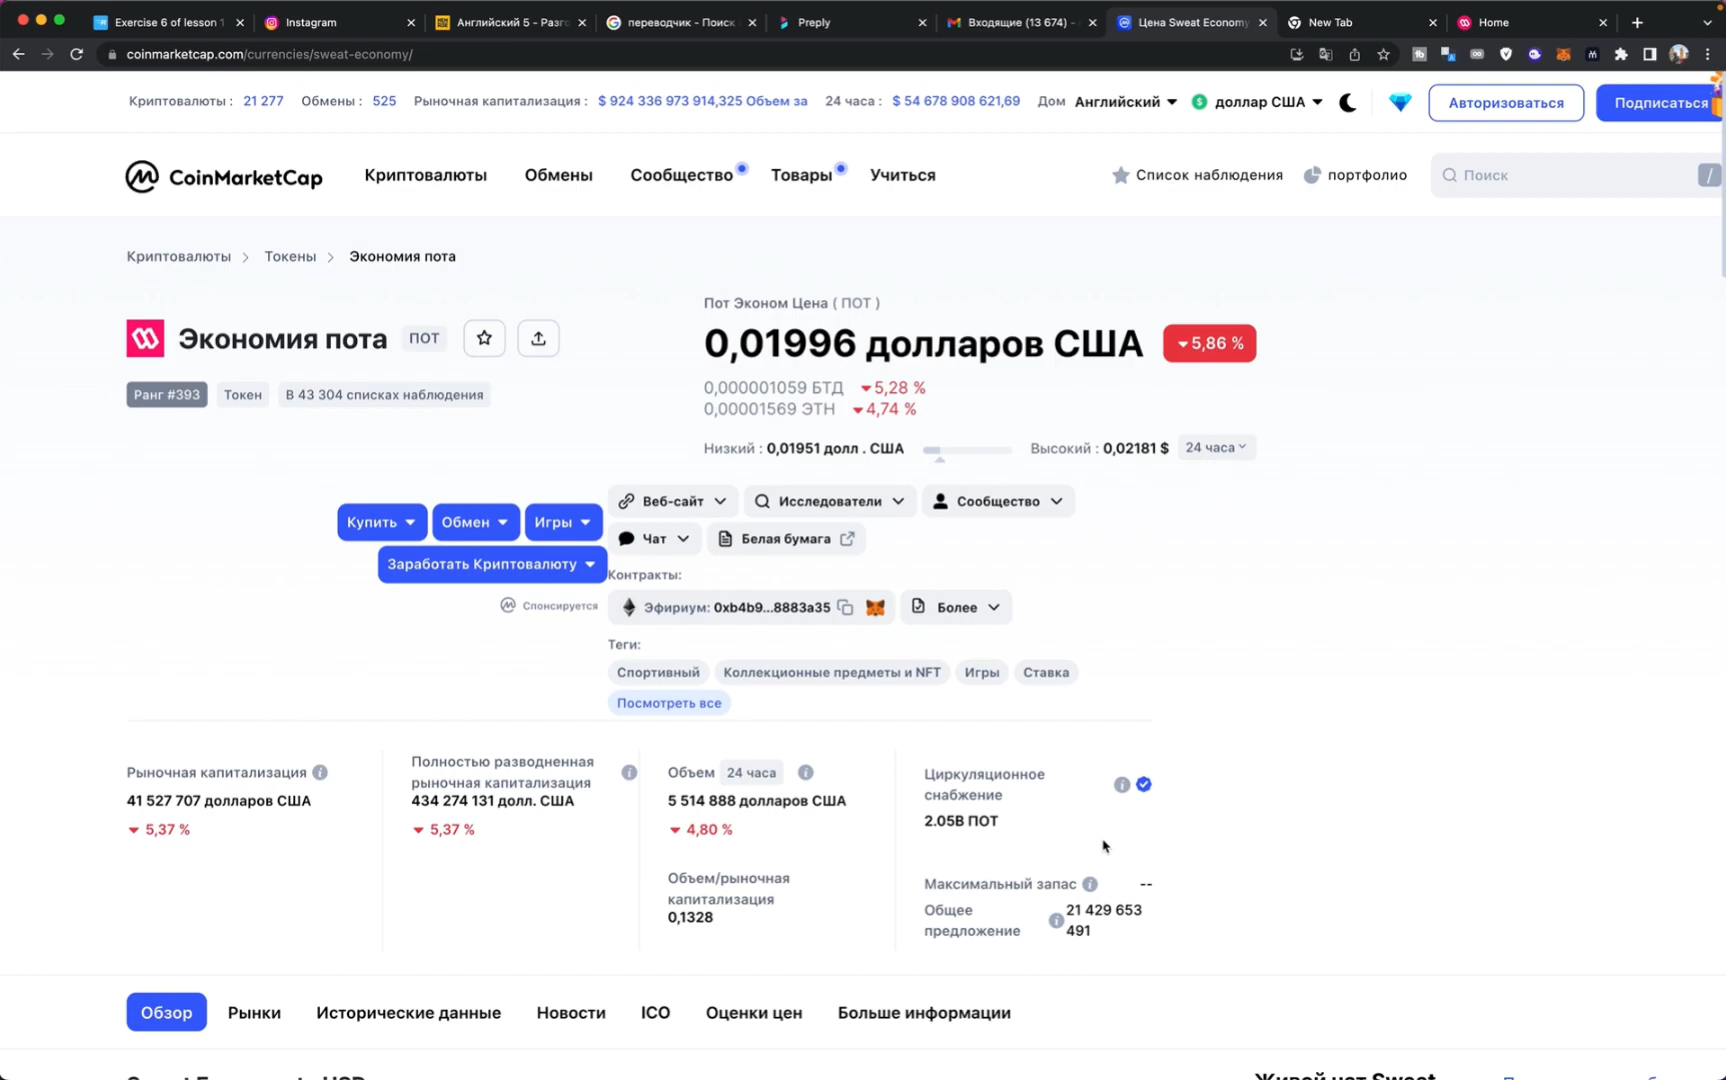 Exercise 6 of lesson 1
Instagram
Английский 5 - Разго
переводчик - Поиск
Preply
Входящие (13 674) -
Цена Sweat Economy
New Tab
Home
coinmarketcap.com/currencies/sweat-economy/
Криптовалюты : 21 277 Обмены : 525 Рыночная капитализация : $ 924 336 973 914,325 Объем за 24 часа : $ 54 678 908 621,69 Дом Английский доллар США Авторизоваться Подписаться
CoinMarketCap Криптовалюты Обмены Сообщество Товары Учиться Список наблюдения портфолио Поиск /
Криптовалюты > Токены > Экономия пота
Пот Эконом Цена ( ПОТ )
Экономия пота ПОТ
0,01996 долларов США 5,86 %
Ранг #393 Токен В 43 304 списках наблюдения
0,000001059 БТД 5,28 %
0,00001569 ЭТН 4,74 %
Низкий : 0,01951 долл . США Высокий : 0,02181 $ 24 часа
Веб-сайт Исследователи Сообщество
Купить Обмен Игры
Чат Белая бумага
Заработать Криптовалюту
Контракты:
Спонсируется
Эфириум: 0xb4b9...8883a35 Более
Теги:
Спортивный Коллекционные предметы и NFT Игры Ставка
Посмотреть все
Рыночная капитализация
41 527 707 долларов США
5,37 %
Полностью разводненная
рыночная капитализация
434 274 131 долл. США
5,37 %
Объем 24 часа
5 514 888 долларов США
4,80 %
Объем/рыночная
капитализация
0,1328
Циркуляционное
снабжение
2.05B ПОТ
Максимальный запас --
Общее
предложение
21 429 653
491
Обзор Рынки Исторические данные Новости ICO Оценки цен Больше информации